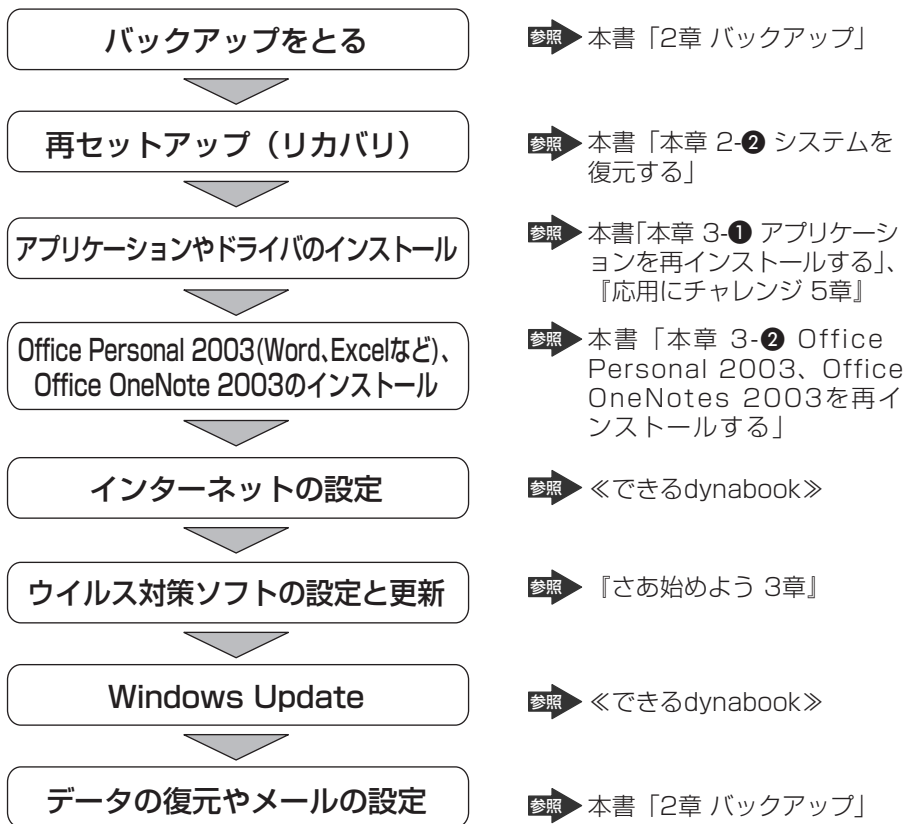 バックアップをとる
参照 本書「2章 バックアップ」
再セットアップ（リカバリ）
参照 本書「本章 2-❷ システムを
復元する」
アプリケーションやドライバのインストール
参照 本書「本章 3-❶ アプリケーシ
ョンを再インストールする」、
『応用にチャレンジ 5章』
Office Personal 2003(Word、Excelなど)、
Office OneNote 2003のインストール
参照 本書「本章 3-❷ Office
Personal 2003、Office
OneNotes 2003を再イ
ンストールする」
インターネットの設定
参照 ≪できるdynabook≫
ウイルス対策ソフトの設定と更新
参照 『さあ始めよう 3章』
Windows Update
参照 ≪できるdynabook≫
データの復元やメールの設定
参照 本書「2章 バックアップ」